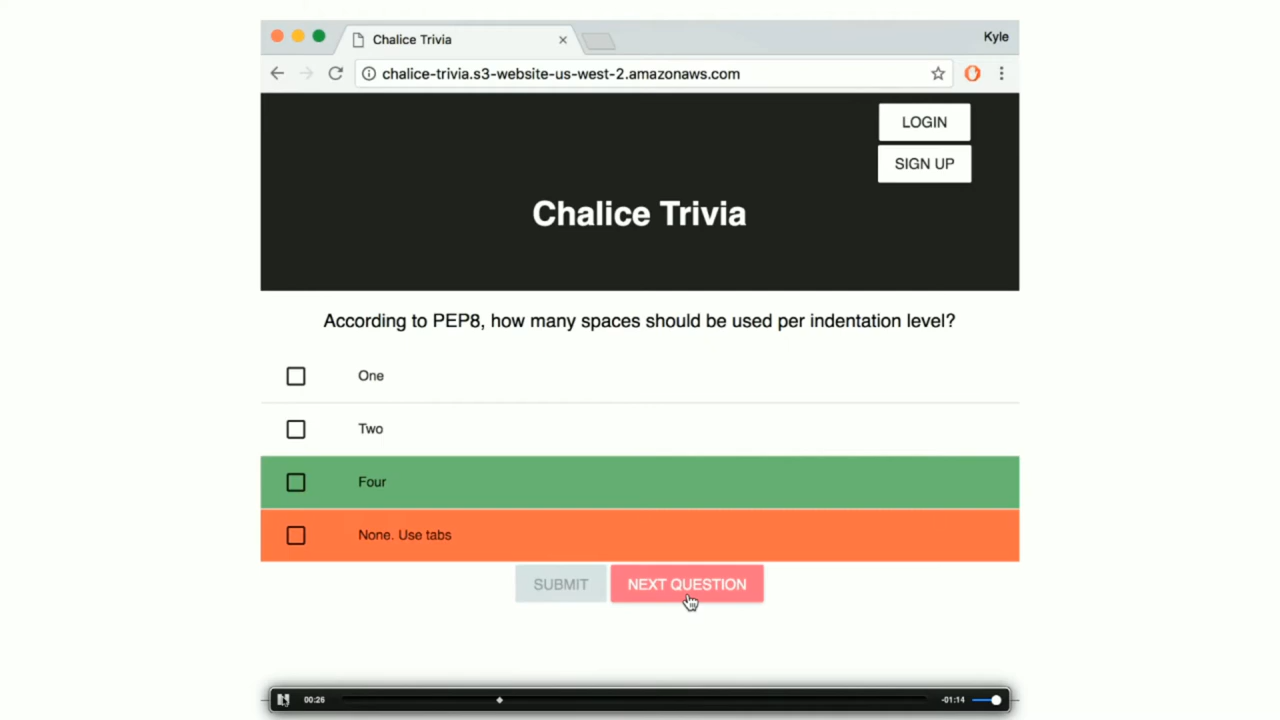 Chalice Trivia
Kyle
chalice-trivia.s3-website-us-west-2.amazonaws.com
LOGIN
SIGN UP
Chalice Trivia
According to PEP8, how many spaces should be used per indentation level?
One
Two
Four
None. Use tabs
SUBMIT
NEXT QUESTION
00:26
-01:14